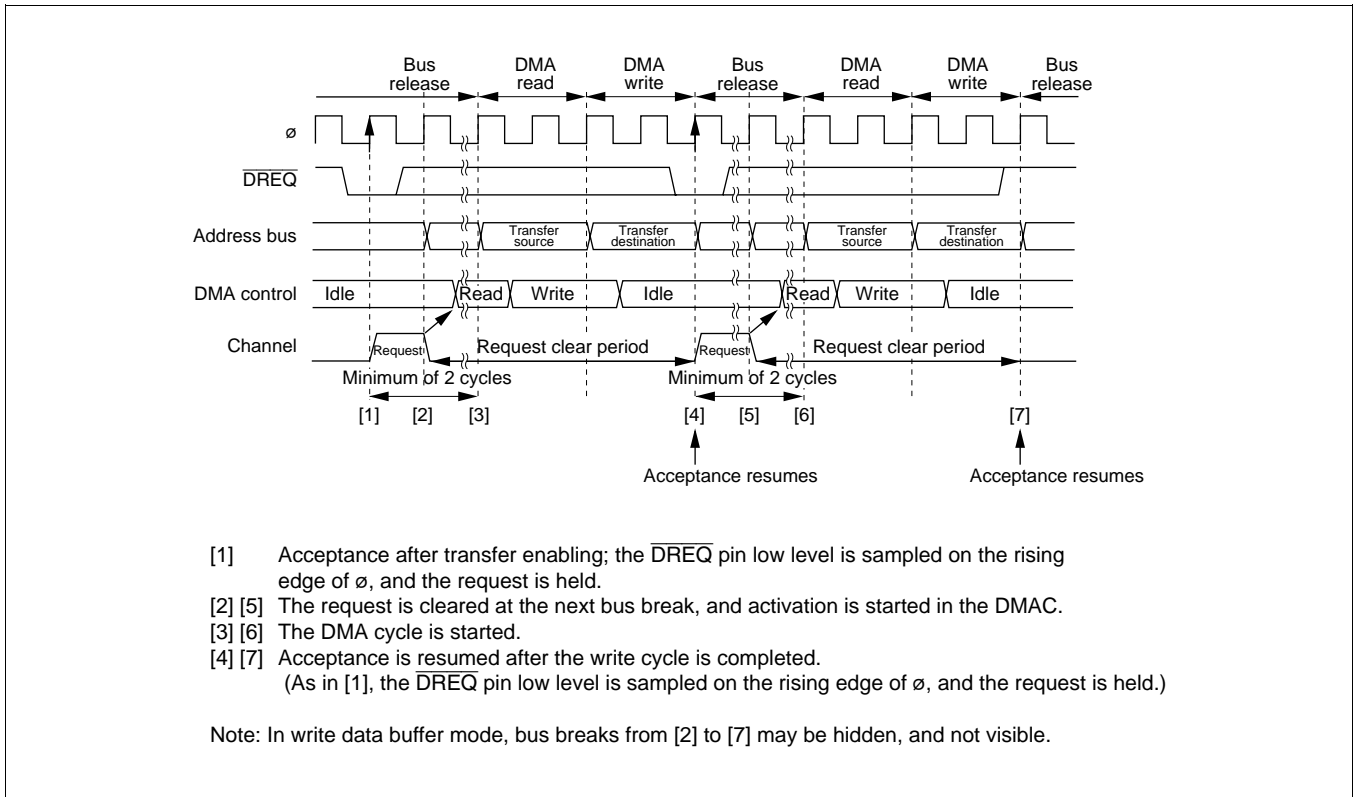 Bus release DMA read DMA write Bus release DMA read DMA write Bus release
ø
DREQ
Address bus Transfer source Transfer destination Transfer source Transfer destination
DMA control Idle Read Write Idle Read Write Idle
Channel Request Request clear period Request Request clear period
Minimum of 2 cycles Minimum of 2 cycles
[1] [2] [3] [4] [5] [6] [7]
Acceptance resumes Acceptance resumes
[1] Acceptance after transfer enabling; the DREQ pin low level is sampled on the rising
edge of ø, and the request is held.
[2] [5] The request is cleared at the next bus break, and activation is started in the DMAC.
[3] [6] The DMA cycle is started.
[4] [7] Acceptance is resumed after the write cycle is completed.
(As in [1], the DREQ pin low level is sampled on the rising edge of ø, and the request is held.)
Note: In write data buffer mode, bus breaks from [2] to [7] may be hidden, and not visible.